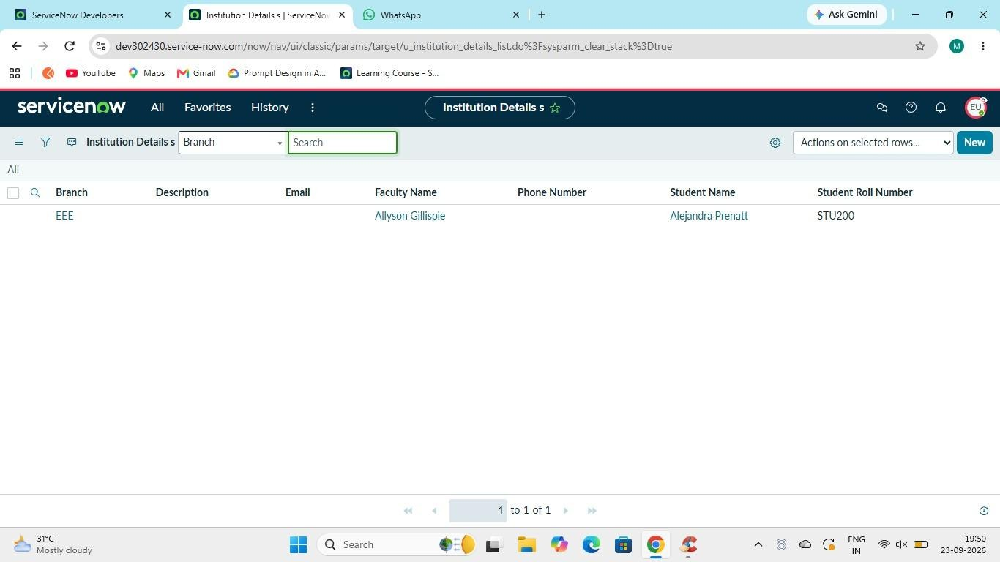 ServiceNow Developers
Institution Details s | ServiceNow
WhatsApp
Ask Gemini
dev302430.service-now.com/now/nav/ui/classic/params/target/u_institution_details_list.do%3Fsysparm_clear_stack%3Dtrue
M
YouTube
Maps
Gmail
Prompt Design in A...
Learning Course - S...
servicenow
All
Favorites
History
Institution Details s
EU
Institution Details s
Branch
Search
Actions on selected rows...
New
All
Branch Description Email Faculty Name Phone Number Student Name Student Roll Number
EEE Allyson Gillispie Alejandra Prenatt STU200
1 to 1 of 1
31°C
Mostly cloudy
Search
ENG
IN
19:50
23-09-2026